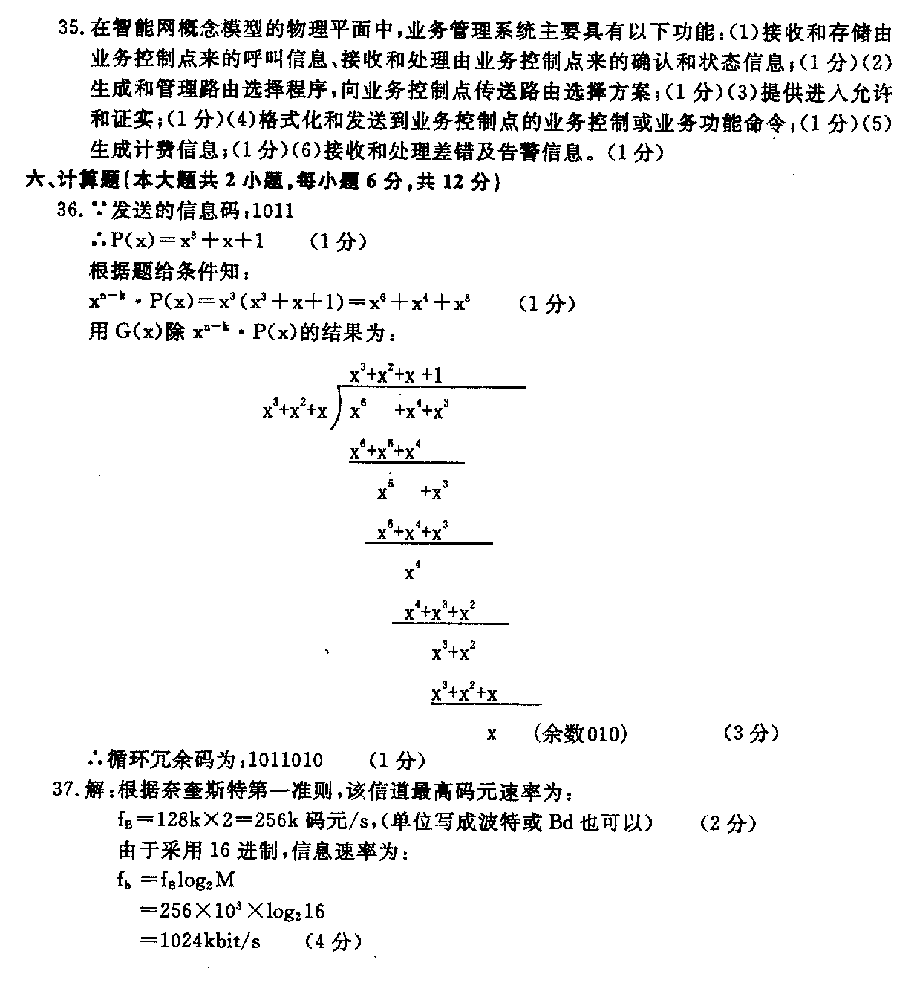 35. 在智能网概念模型的物理平面中,业务管理系统主要具有以下功能:(1)接收和存储由
业务控制点来的呼叫信息、接收和处理由业务控制点来的确认和状态信息;(1分)(2)
生成和管理路由选择程序,向业务控制点传送路由选择方案;(1分)(3)提供进入允许
和证实;(1分)(4)格式化和发送到业务控制点的业务控制或业务功能命令;(1分)(5)
生成计费信息;(1分)(6)接收和处理差错及告警信息。(1分)
六、计算题(本大题共2小题,每小题6分,共12分)
36. ∵发送的信息码:1011
∴P(x)=x³+x+1 (1分)
根据题给条件知:
xⁿ⁻ᵏ·P(x)=x³(x³+x+1)=x⁶+x⁴+x³ (1分)
用G(x)除xⁿ⁻ᵏ·P(x)的结果为:
x³+x²+x+1
x³+x²+x x⁶ +x⁴+x³
x⁶+x⁵+x⁴
x⁵ +x³
x⁵+x⁴+x³
x⁴
x⁴+x³+x²
x³+x²
x³+x²+x
x (余数010) (3分)
∴循环冗余码为:1011010 (1分)
37. 解:根据奈奎斯特第一准则,该信道最高码元速率为:
f_B=128k×2=256k码元/s,(单位写成波特或Bd也可以) (2分)
由于采用16进制,信息速率为:
f_b=f_Blog₂M
=256×10³×log₂16
=1024kbit/s (4分)